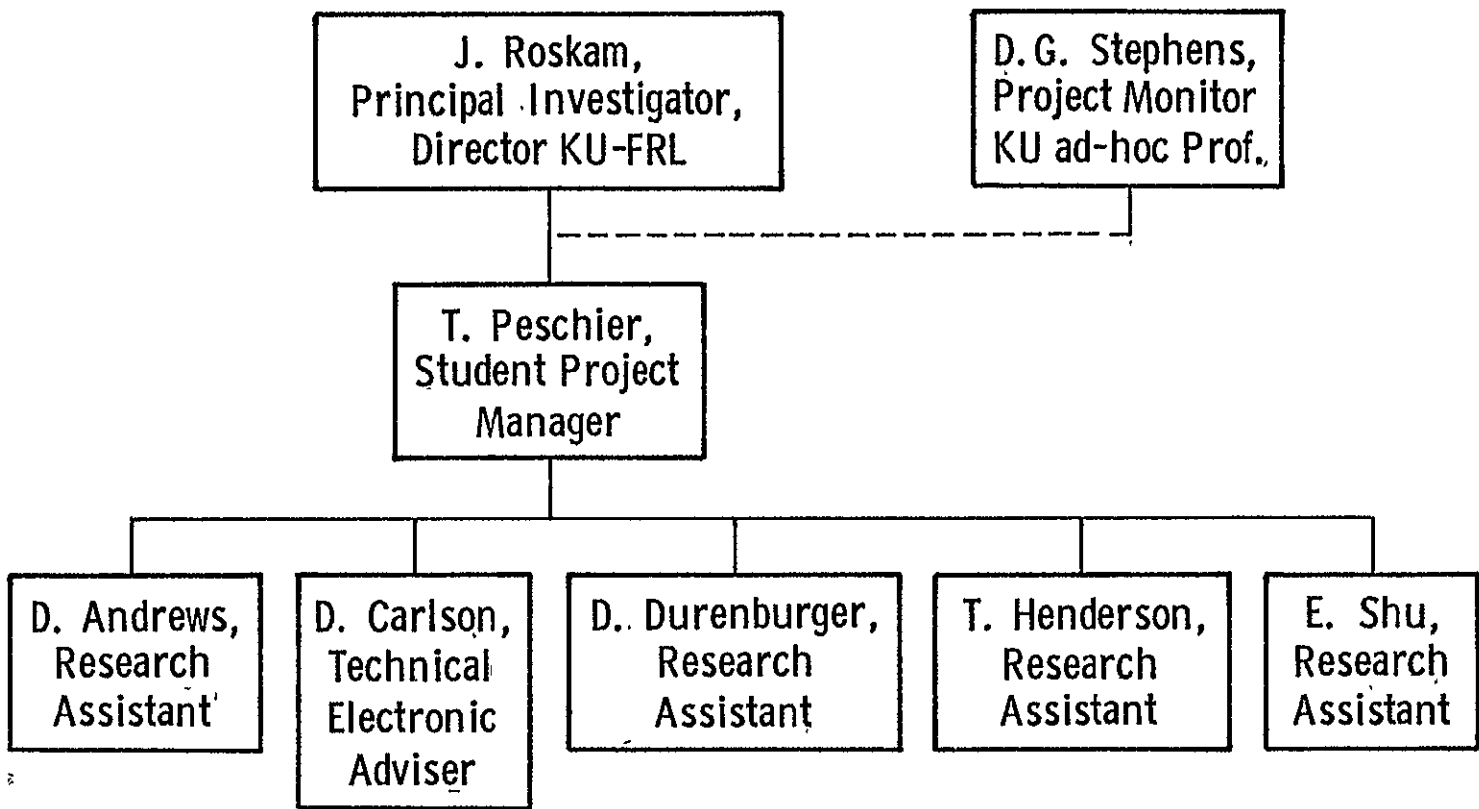 J. Roskam,
Principal Investigator,
Director KU-FRL
D.G. Stephens,
Project Monitor
KU ad-hoc Prof.
T. Peschier,
Student Project
Manager
D. Andrews,
Research
Assistant
D. Carlson,
Technical
Electronic
Adviser
D. Durenburger,
Research
Assistant
T. Henderson,
Research
Assistant
E. Shu,
Research
Assistant